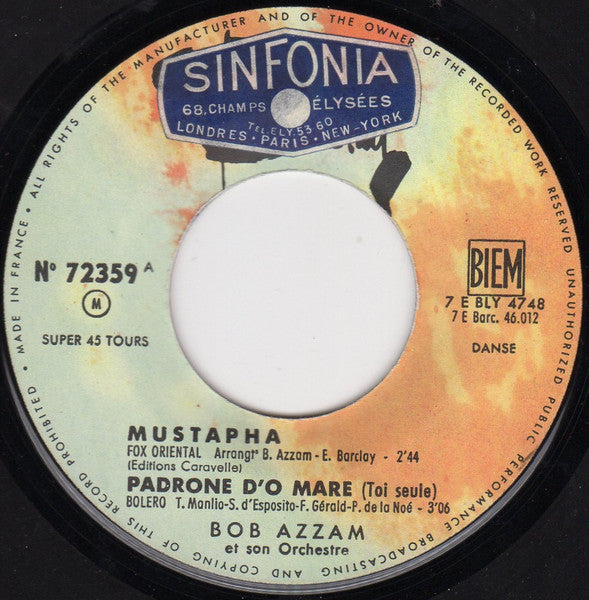 ALL RIGHTS OF THE MANUFACTURER AND OF THE OWNER OF THE RECORDED WORK RESERVED • UNAUTHORIZED PUBLIC PERFORMANCE BROADCASTING AND COPYING OF THIS RECORD PROHIBITED • MADE IN FRANCE •
SINFONIA
68, CHAMPS ÉLYSÉES
TEL. ELY. 53 60
LONDRES • PARIS • NEW-YORK
Nº 72359 A
M
SUPER 45 TOURS
BIEM
7 E BLY 4748
7 E Barc. 46.012
DANSE
MUSTAPHA
FOX ORIENTAL Arrangt B. Azzam - E. Barclay - 2'44
(Editions Caravelle)
PADRONE D'O MARE (Toi seule)
BOLERO T. Manlio-S. d'Esposito-F. Gérald-P. de la Noé - 3'06
BOB AZZAM
et son Orchestre